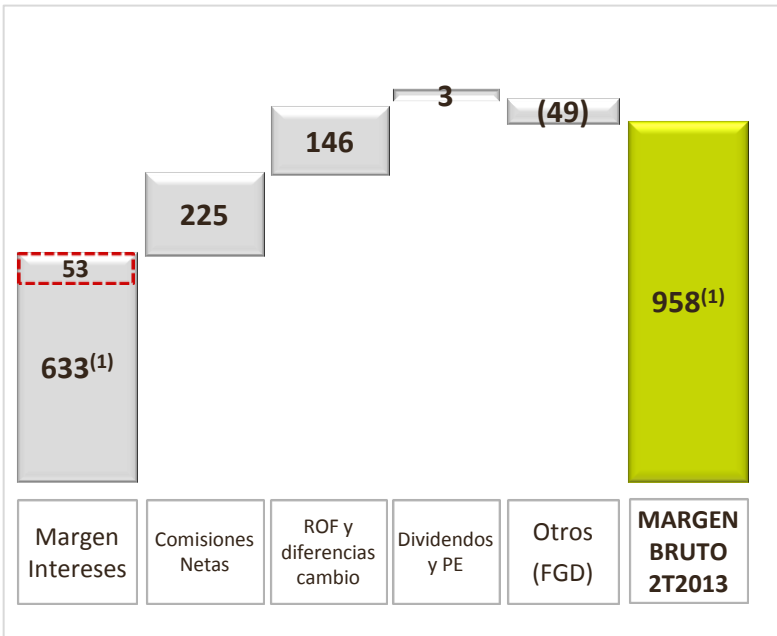 3
(49)
146
225
53
633(1)
958(1)
Margen
Intereses
Comisiones
Netas
ROF y
diferencias
cambio
Dividendos
y PE
Otros
(FGD)
MARGEN
BRUTO
2T2013